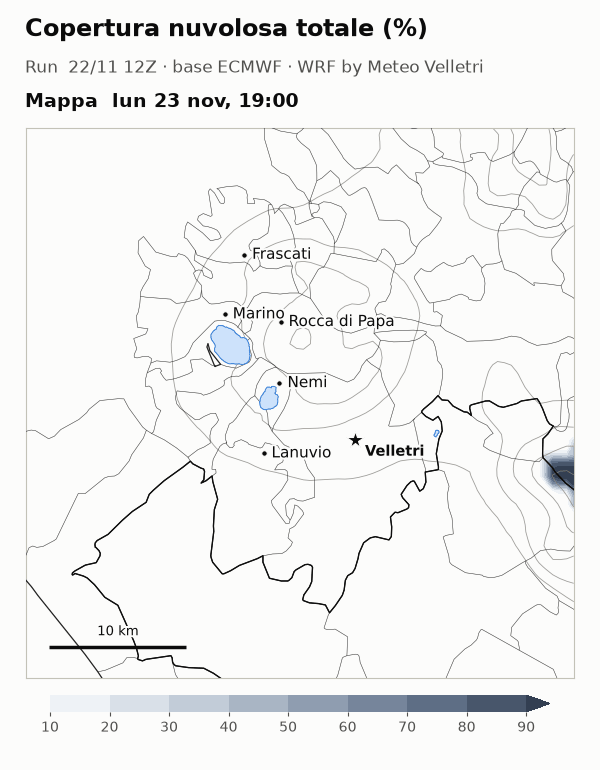 Copertura nuvolosa totale (%)
Run  22/11 12Z · base ECMWF · WRF by Meteo Velletri
Mappa  lun 23 nov, 19:00
Frascati
Marino
Rocca di Papa
Nemi
Velletri
Lanuvio
10 km
10 20 30 40 50 60 70 80 90